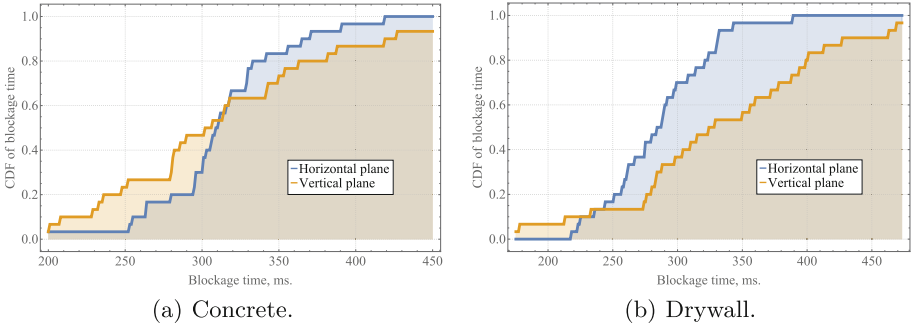 CDF of blockage time
1.0
0.8
0.6
0.4
0.2
0.0
Horizontal plane
Vertical plane
200 250 300 350 400 450
Blockage time, ms.
(a) Concrete.
CDF of blockage time
1.0
0.8
0.6
0.4
0.2
0.0
Horizontal plane
Vertical plane
200 250 300 350 400 450
Blockage time, ms.
(b) Drywall.